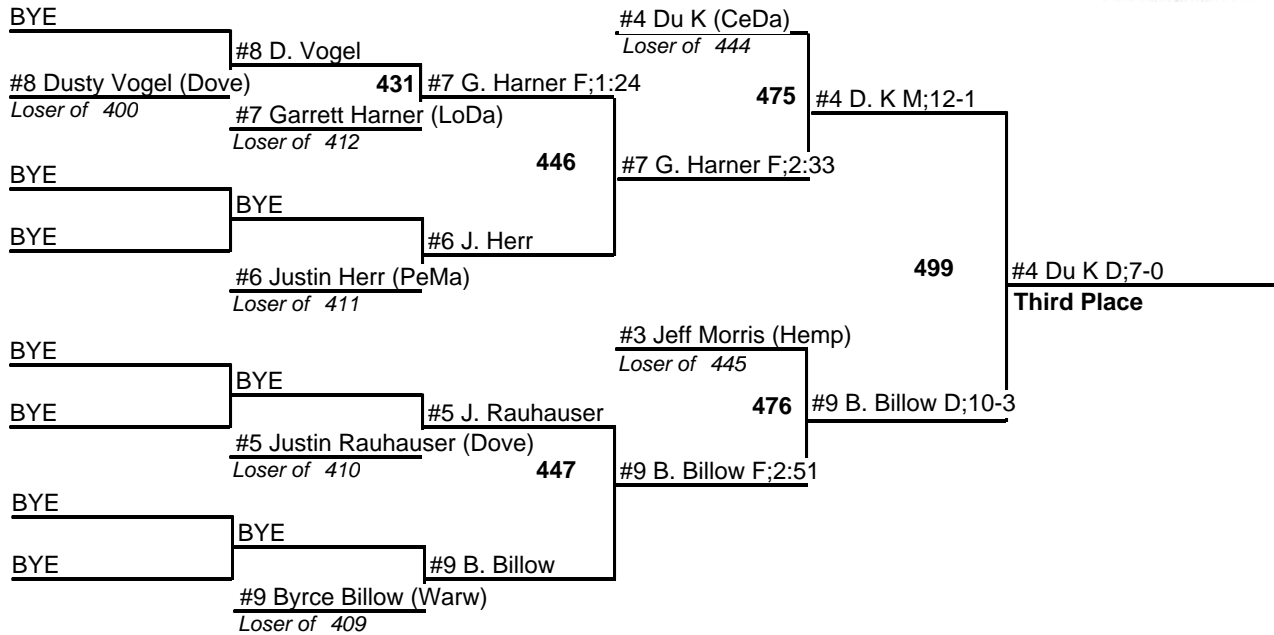 BYE
#8 D. Vogel
#8 Dusty Vogel (Dove)
Loser of 400
431
#7 G. Harner F;1:24
#7 Garrett Harner (LoDa)
Loser of 412
BYE
BYE
BYE
#6 J. Herr
#6 Justin Herr (PeMa)
Loser of 411
446
#4 Du K (CeDa)
Loser of 444
475
#4 D. K M;12-1
#7 G. Harner F;2:33
499
#4 Du K D;7-0
Third Place
BYE
BYE
BYE
#5 J. Rauhauser
#5 Justin Rauhauser (Dove)
Loser of 410
447
#3 Jeff Morris (Hemp)
Loser of 445
476
#9 B. Billow D;10-3
#9 B. Billow F;2:51
BYE
BYE
BYE
#9 B. Billow
#9 Byrce Billow (Warw)
Loser of 409